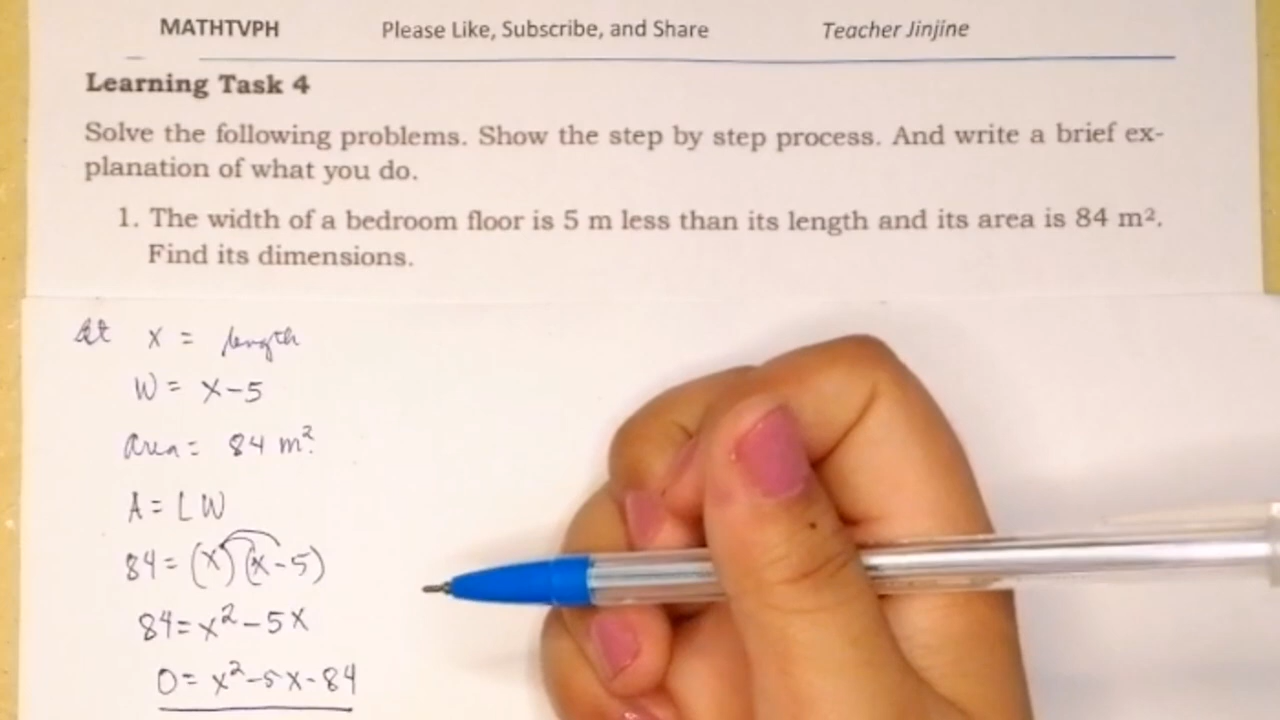 MATHTVPH Please Like, Subscribe, and Share Teacher Jinjine
Learning Task 4
Solve the following problems. Show the step by step process. And write a brief ex-
planation of what you do.
1. The width of a bedroom floor is 5 m less than its length and its area is 84 m².
Find its dimensions.
let x = length
W = x-5
area = 84 m².
A = LW
84 = (x)(x-5)
84 = x² - 5x
0 = x² - 5x - 84